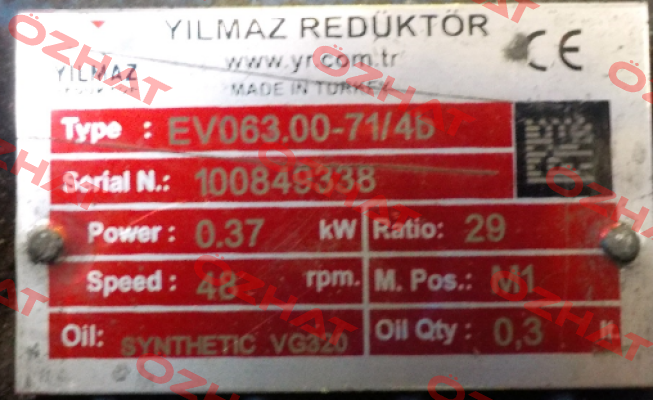 YILMAZ REDÜKTÖR
www.yr.com.tr
YILMAZ
MADE IN TURKEY
CE
Type : EV063.00-71/4b
Serial N.: 100849338
Power : 0.37 kW Ratio: 29
Speed : 48 rpm. M. Pos.: M1
Oil: SYNTHETIC VG320 Oil Qty : 0,3 lt.
ÖZHAT
ÖZHAT
ÖZHAT
ÖZHAT
ÖZHAT
ÖZHAT